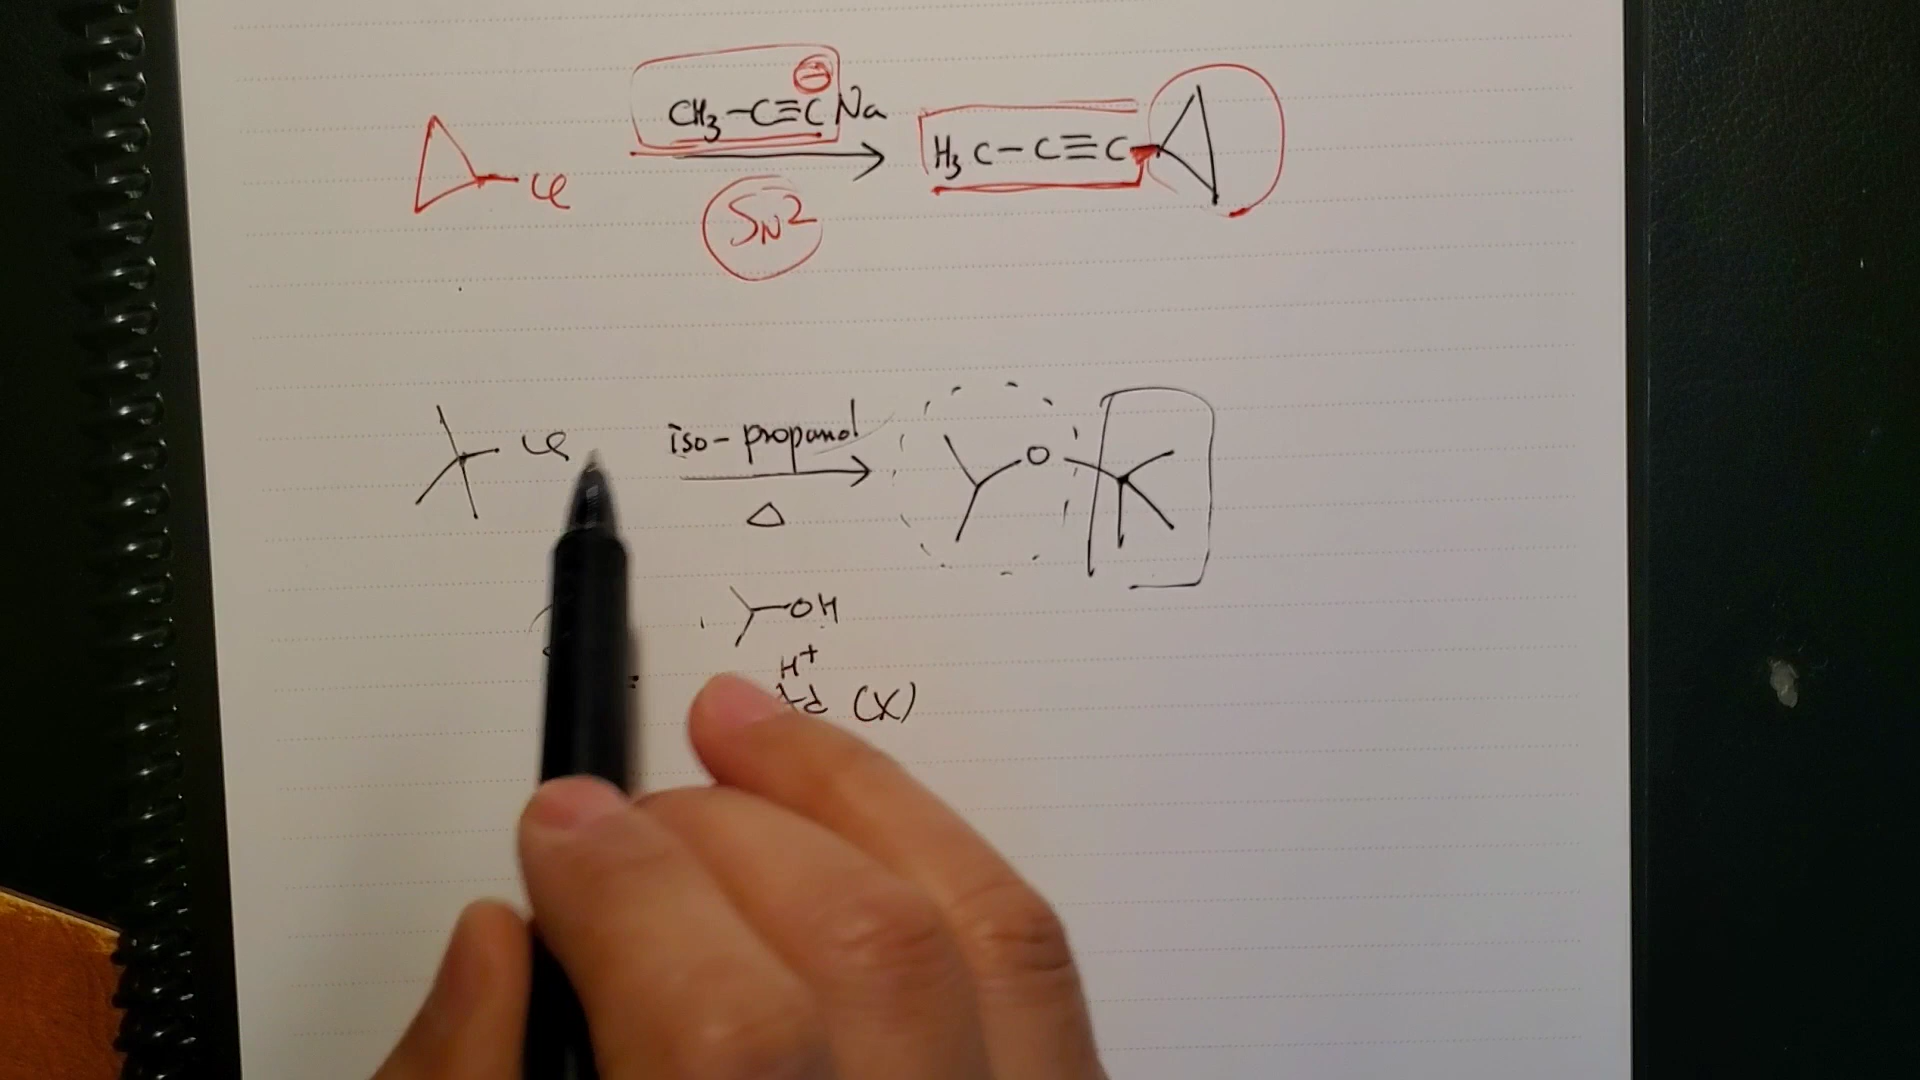 CH3-C≡C⊖Na
Cl
H3C-C≡C
SN2
iso-propanol
Cl
O
△
OH
H+
(X)